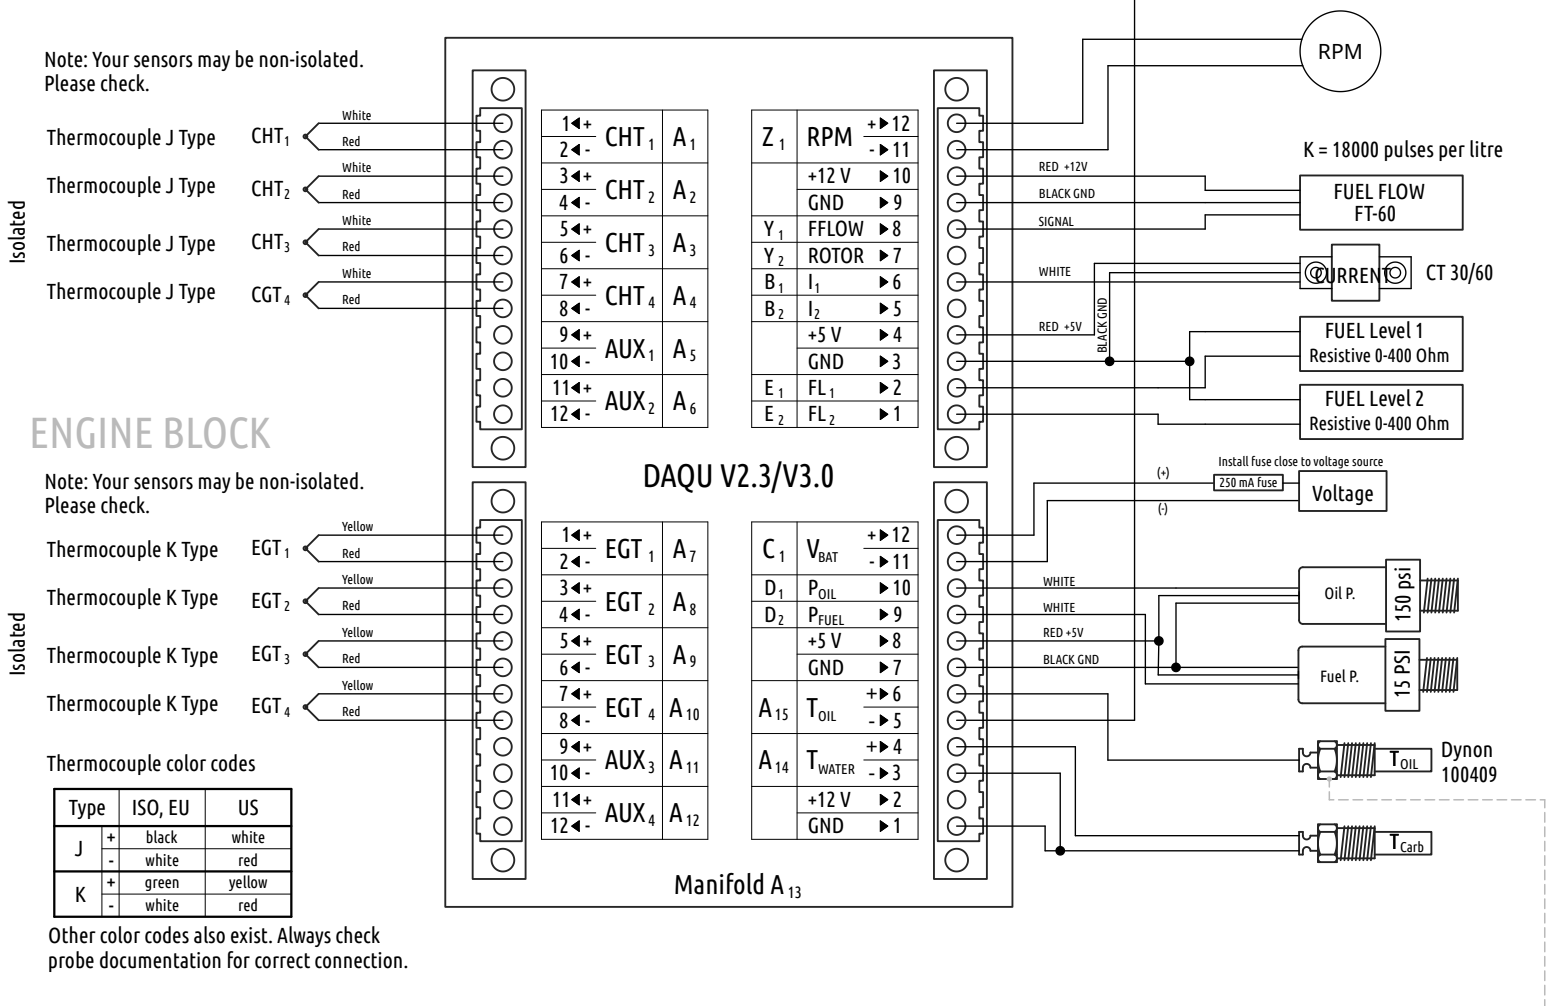 Note: Your sensors may be non-isolated.
Please check.
Isolated
Thermocouple J Type CHT1 White Red
Thermocouple J Type CHT2 White Red
Thermocouple J Type CHT3 White Red
Thermocouple J Type CGT4 White Red
1 + CHT1 A1
2 -
3 + CHT2 A2
4 -
5 + CHT3 A3
6 -
7 + CHT4 A4
8 -
9 + AUX1 A5
10 -
11 + AUX2 A6
12 -
Z1 RPM + 12
- 11
+12 V 10
GND 9
Y1 FFLOW 8
Y2 ROTOR 7
B1 I1 6
B2 I2 5
+5 V 4
GND 3
E1 FL1 2
E2 FL2 1
RPM
K = 18000 pulses per litre
RED +12V
BLACK GND
SIGNAL
FUEL FLOW
FT-60
WHITE
CURRENT
CT 30/60
RED +5V
BLACK GND
FUEL Level 1
Resistive 0-400 Ohm
FUEL Level 2
Resistive 0-400 Ohm
ENGINE BLOCK
DAQU V2.3/V3.0
Note: Your sensors may be non-isolated.
Please check.
Isolated
Thermocouple K Type EGT1 Yellow Red
Thermocouple K Type EGT2 Yellow Red
Thermocouple K Type EGT3 Yellow Red
Thermocouple K Type EGT4 Yellow Red
1 + EGT1 A7
2 -
3 + EGT2 A8
4 -
5 + EGT3 A9
6 -
7 + EGT4 A10
8 -
9 + AUX3 A11
10 -
11 + AUX4 A12
12 -
C1 VBAT + 12
- 11
D1 POIL 10
D2 PFUEL 9
+5 V 8
GND 7
A15 TOIL + 6
- 5
A14 TWATER + 4
- 3
+12 V 2
GND 1
Manifold A13
Install fuse close to voltage source
(+)
250 mA fuse
Voltage
(-)
WHITE
WHITE
RED +5V
BLACK GND
Oil P.
150 psi
Fuel P.
15 PSI
TOIL
Dynon
100409
TCarb
Thermocouple color codes
Type ISO, EU US
J + black white
- white red
K + green yellow
- white red
Other color codes also exist. Always check
probe documentation for correct connection.